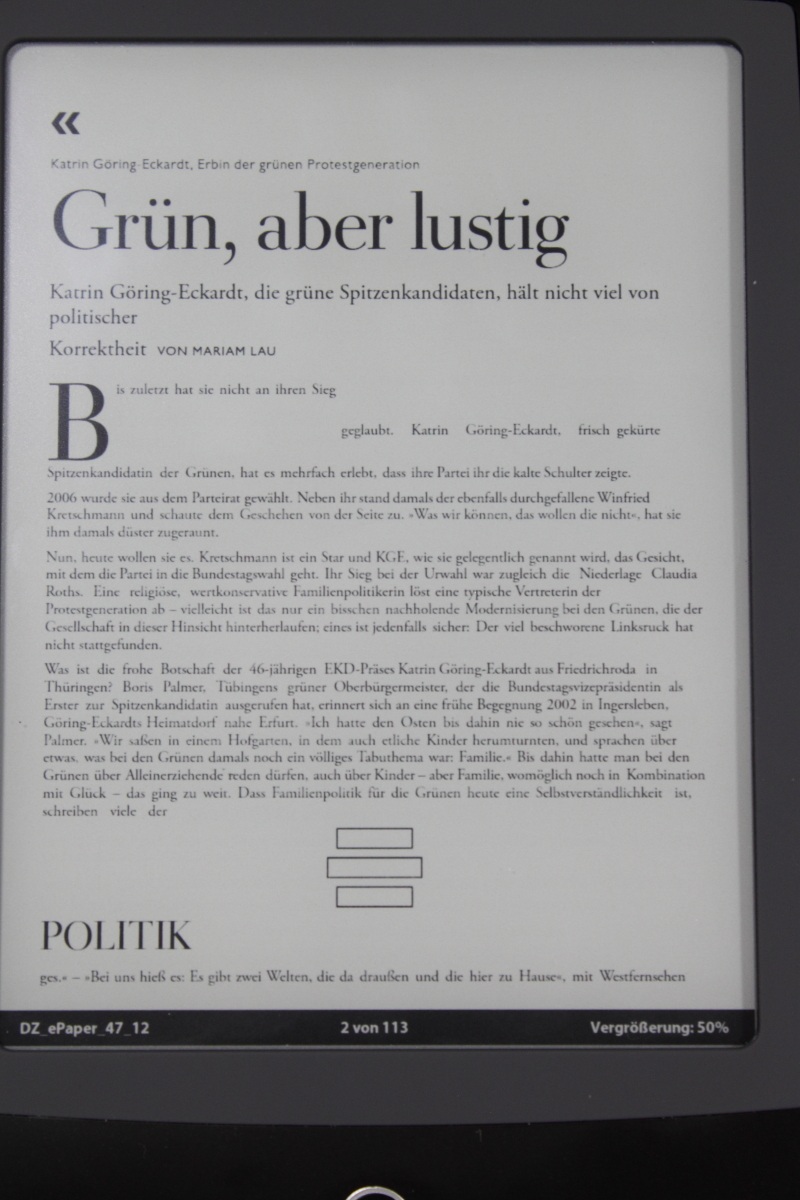 «
Katrin Göring-Eckardt, Erbin der grünen Protestgeneration
Grün, aber lustig
Katrin Göring-Eckardt, die grüne Spitzenkandidaten, hält nicht viel von
politischer
Korrektheit VON MARIAM LAU
Bis zuletzt hat sie nicht an ihren Sieg
geglaubt. Katrin Göring-Eckardt, frisch gekürte
Spitzenkandidatin der Grünen, hat es mehrfach erlebt, dass ihre Partei ihr die kalte Schulter zeigte.
2006 wurde sie aus dem Parteirat gewählt. Neben ihr stand damals der ebenfalls durchgefallene Winfried
Kretschmann und schaute dem Geschehen von der Seite zu. »Was wir können, das wollen die nicht«, hat sie
ihm damals düster zugeraunt.
Nun, heute wollen sie es. Kretschmann ist ein Star und KGE, wie sie gelegentlich genannt wird, das Gesicht,
mit dem die Partei in die Bundestagswahl geht. Ihr Sieg bei der Urwahl war zugleich die Niederlage Claudia
Roths. Eine religiöse, wertkonservative Familienpolitikerin löst eine typische Vertreterin der
Protestgeneration ab – vielleicht ist das nur ein bisschen nachholende Modernisierung bei den Grünen, die der
Gesellschaft in dieser Hinsicht hinterherlaufen; eines ist jedenfalls sicher: Der viel beschworene Linksruck hat
nicht stattgefunden.
Was ist die frohe Botschaft der 46-jährigen EKD-Präses Katrin Göring-Eckardt aus Friedrichroda in
Thüringen? Boris Palmer, Tübingens grüner Oberbürgermeister, der die Bundestagsvizepräsidentin als
Erster zur Spitzenkandidatin ausgerufen hat, erinnert sich an eine frühe Begegnung 2002 in Ingersleben,
Göring-Eckardts Heimatdorf nahe Erfurt. »Ich hatte den Osten bis dahin nie so schön gesehen«, sagt
Palmer. »Wir saßen in einem Hofgarten, in dem auch etliche Kinder herumturnten, und sprachen über
etwas, was bei den Grünen damals noch ein völliges Tabuthema war: Familie.« Bis dahin hatte man bei den
Grünen über Alleinerziehende reden dürfen, auch über Kinder – aber Familie, womöglich noch in Kombination
mit Glück – das ging zu weit. Dass Familienpolitik für die Grünen heute eine Selbstverständlichkeit ist,
schreiben viele der
POLITIK
ges.« – »Bei uns hieß es: Es gibt zwei Welten, die da draußen und die hier zu Hause«, mit Westfernsehen
DZ_ePaper_47_12 2 von 113 Vergrößerung: 50%